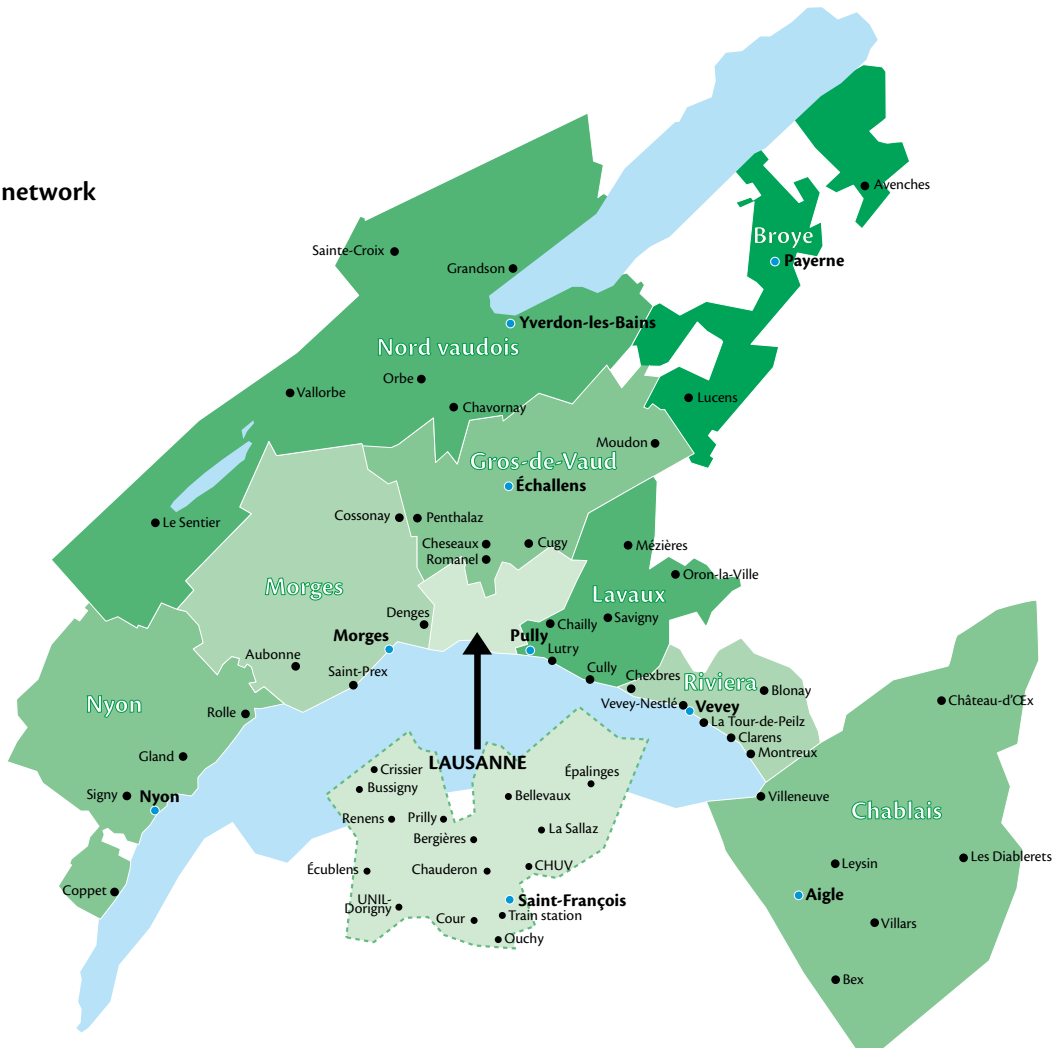 network
Avenches
Broye
Payerne
Sainte-Croix
Grandson
Yverdon-les-Bains
Nord vaudois
Orbe
Vallorbe
Chavornay
Lucens
Moudon
Gros-de-Vaud
Échallens
Cossonay
Penthalaz
Le Sentier
Cheseaux
Cugy
Romanel
Mézières
Oron-la-Ville
Morges
Lavaux
Denges
Chailly
Savigny
Morges
Pully
Lutry
Aubonne
Saint-Prex
Cully
Chexbres
Riviera
Blonay
Château-d'Œx
Nyon
Rolle
Vevey-Nestlé
Vevey
La Tour-de-Peilz
Clarens
Montreux
Gland
LAUSANNE
Crissier
Épalinges
Bussigny
Signy
Nyon
Bellevaux
Villeneuve
Chablais
Renens
Prilly
La Sallaz
Bergières
Les Diablerets
Leysin
Écublens
Chauderon
CHUV
Coppet
Aigle
UNIL-
Dorigny
Saint-François
Train station
Cour
Villars
Ouchy
Bex